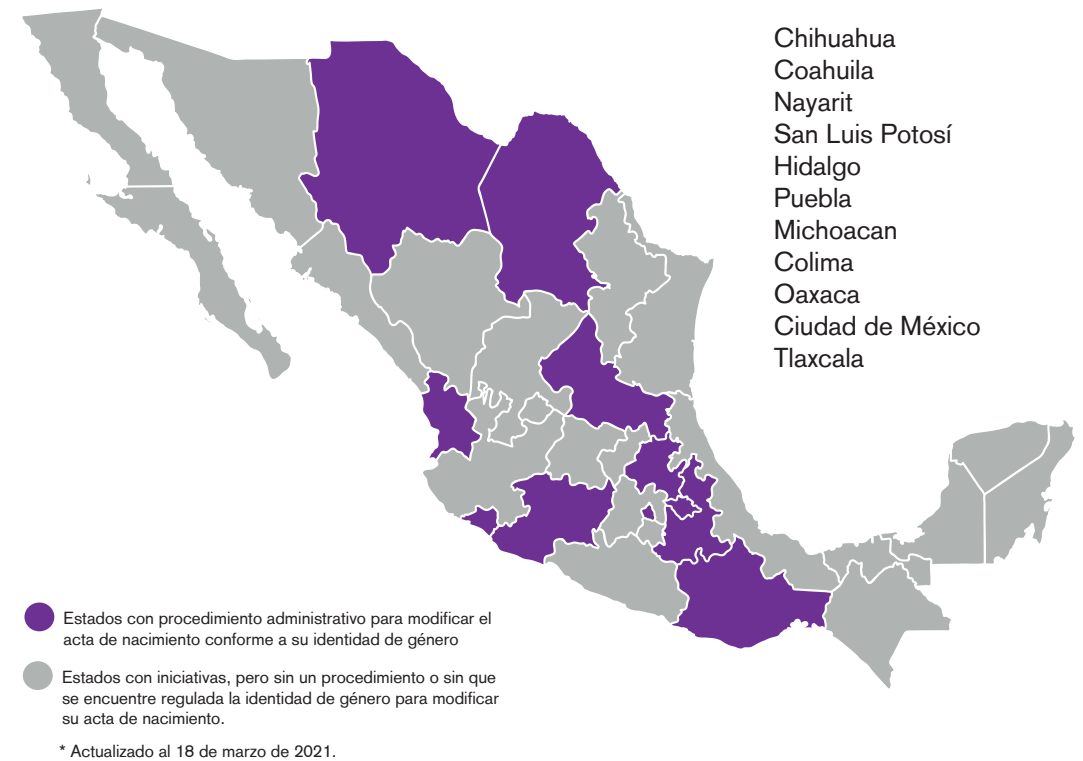 Chihuahua
Coahuila
Nayarit
San Luis Potosí
Hidalgo
Puebla
Michoacan
Colima
Oaxaca
Ciudad de México
Tlaxcala
Estados con procedimiento administrativo para modificar el
acta de nacimiento conforme a su identidad de género
Estados con iniciativas, pero sin un procedimiento o sin que
se encuentre regulada la identidad de género para modificar
su acta de nacimiento.
* Actualizado al 18 de marzo de 2021.